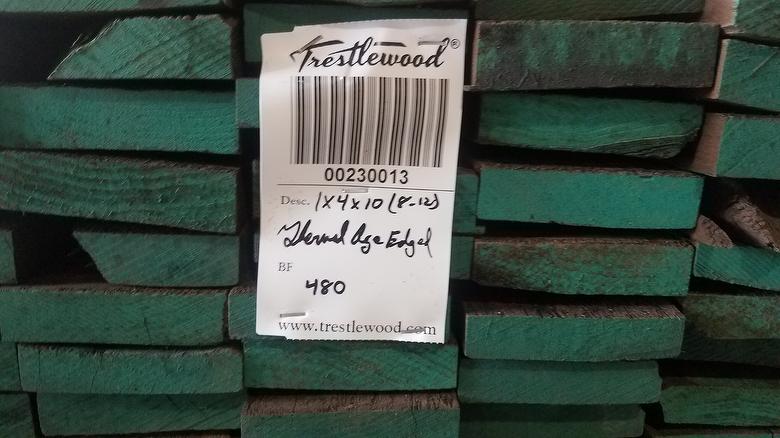 Trestlewood®
00230013
Desc. 1x4x10 (8-12)
Thermal Age Edged
BF
480
www.trestlewood.com